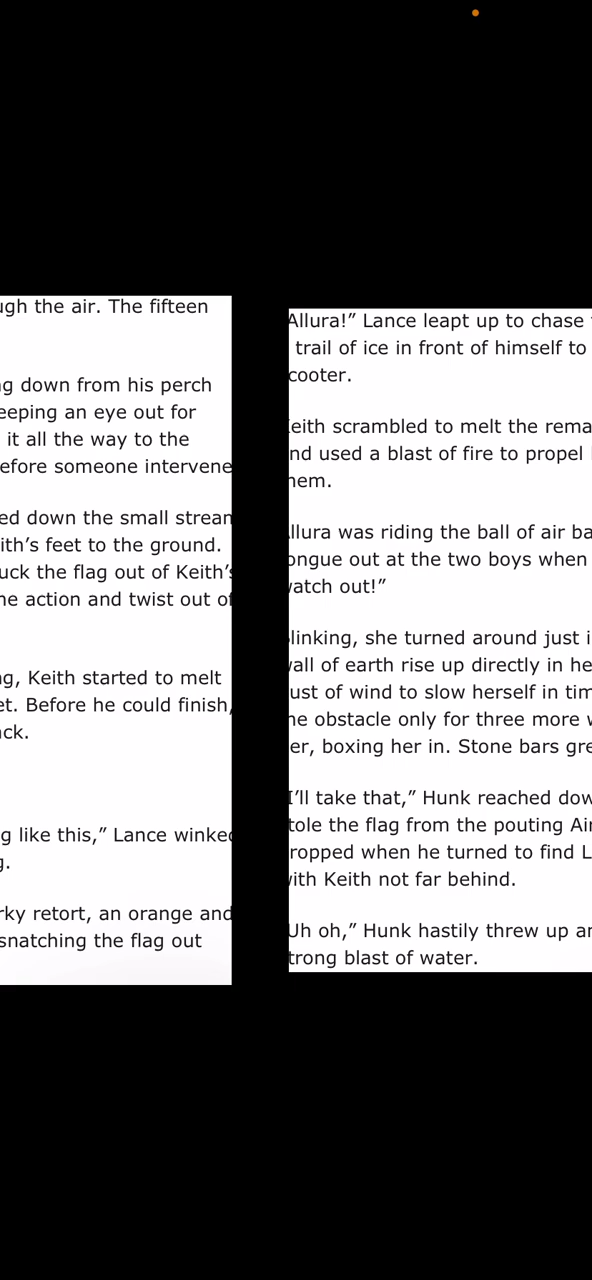 ugh the air. The fifteen
g down from his perch
eeping an eye out for
it all the way to the
efore someone intervene
ed down the small stream
ith’s feet to the ground.
uck the flag out of Keith’s
ne action and twist out of
ng, Keith started to melt
et. Before he could finish,
ack.
g like this,” Lance winked
g.
rky retort, an orange and
snatching the flag out
Allura!” Lance leapt up to chase
trail of ice in front of himself to
cooter.
Keith scrambled to melt the rema
nd used a blast of fire to propel
hem.
Allura was riding the ball of air ba
ongue out at the two boys when
watch out!”
Blinking, she turned around just i
wall of earth rise up directly in he
ust of wind to slow herself in tim
he obstacle only for three more w
er, boxing her in. Stone bars gre
I’ll take that,” Hunk reached dow
tole the flag from the pouting Air
ropped when he turned to find L
with Keith not far behind.
Uh oh,” Hunk hastily threw up a
trong blast of water.